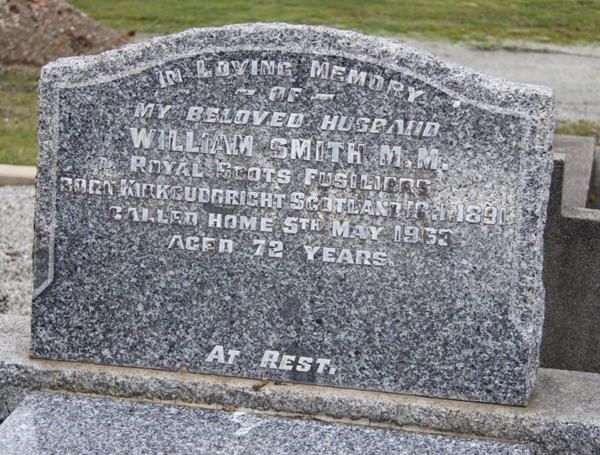 IN LOVING MEMORY
– OF –
MY BELOVED HUSBAND
WILLIAM SMITH M.M.
ROYAL SCOTS FUSILIERS
BORN KIRKCUDBRIGHT SCOTLAND 1891
CALLED HOME 5TH MAY 1963
AGED 72 YEARS.
AT REST.